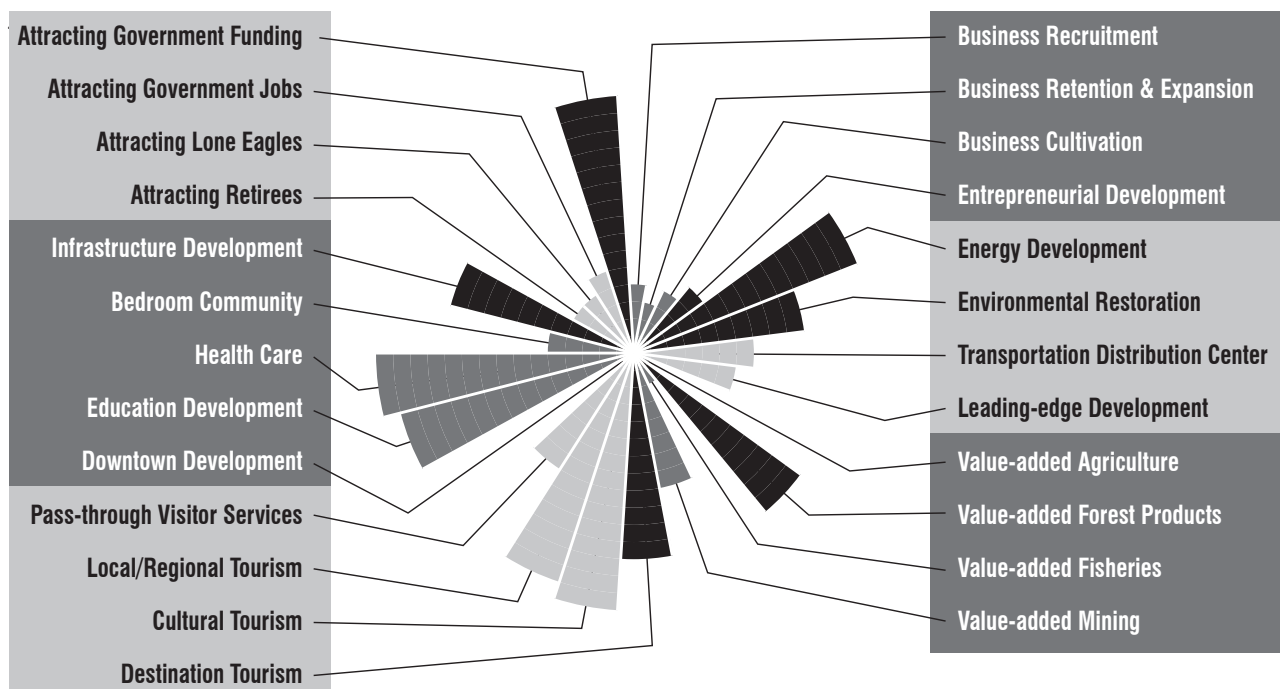 Attracting Government Funding
Attracting Government Jobs
Attracting Lone Eagles
Attracting Retirees
Infrastructure Development
Bedroom Community
Health Care
Education Development
Downtown Development
Pass-through Visitor Services
Local/Regional Tourism
Cultural Tourism
Destination Tourism
Business Recruitment
Business Retention & Expansion
Business Cultivation
Entrepreneurial Development
Energy Development
Environmental Restoration
Transportation Distribution Center
Leading-edge Development
Value-added Agriculture
Value-added Forest Products
Value-added Fisheries
Value-added Mining